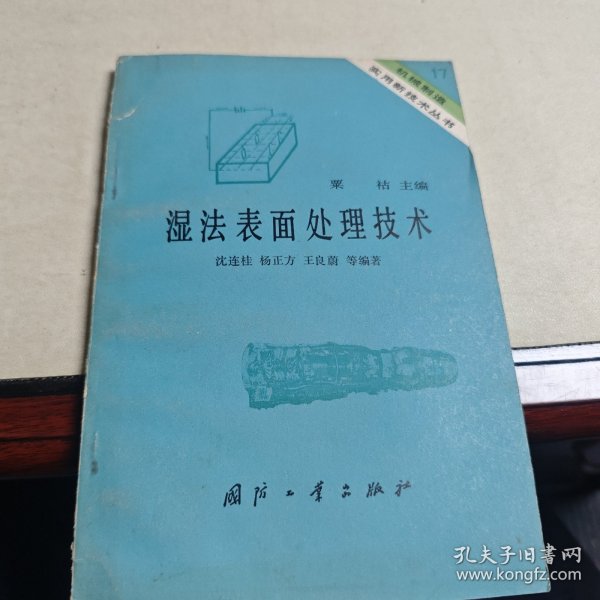 17
机械制造
实用新技术丛书
粟 祜 主编
湿法表面处理技术
沈连桂 杨正方 王良蔚 等编著
国防工业出版社
孔夫子旧书网
www.kongfz.com